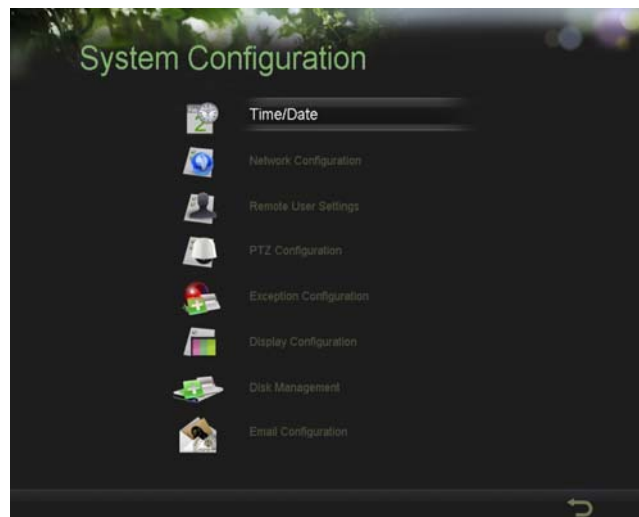 System Configuration
Time/Date
Network Configuration
Remote User Settings
PTZ Configuration
Exception Configuration
Display Configuration
Disk Management
Email Configuration